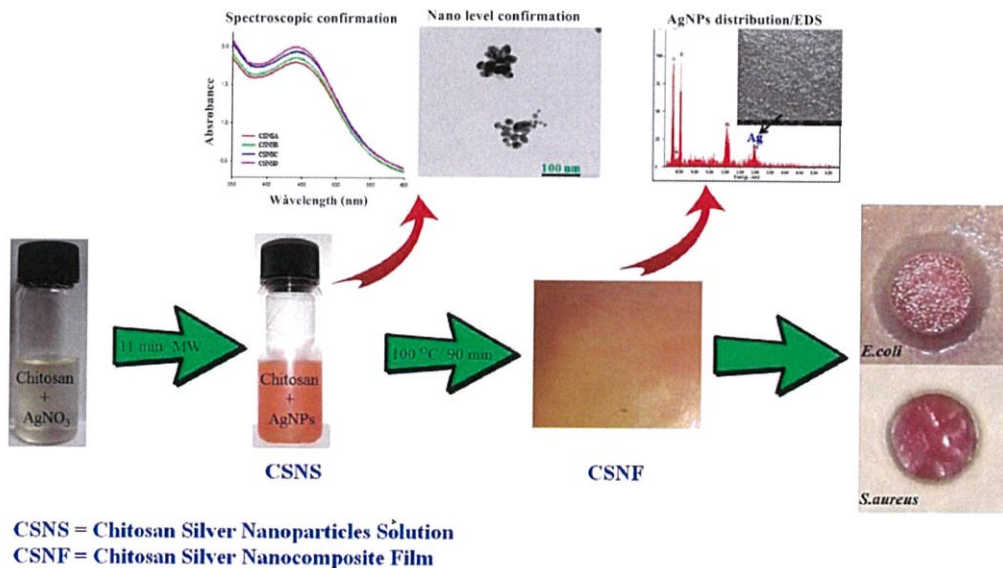 Spectroscopic confirmation
Nano level confirmation
AgNPs distribution/EDS
Absrobance
CSNSA
CSNSB
CSNSC
CSNSD
Wavelength (nm)
100 nm
Ag
11 min/ MW
100 °C/ 90 min
Chitosan
+
AgNO₃
Chitosan
+
AgNPs
CSNS
CSNF
E.coli
S.aureus
CSNS = Chitosan Silver Nanoparticles Solution
CSNF = Chitosan Silver Nanocomposite Film